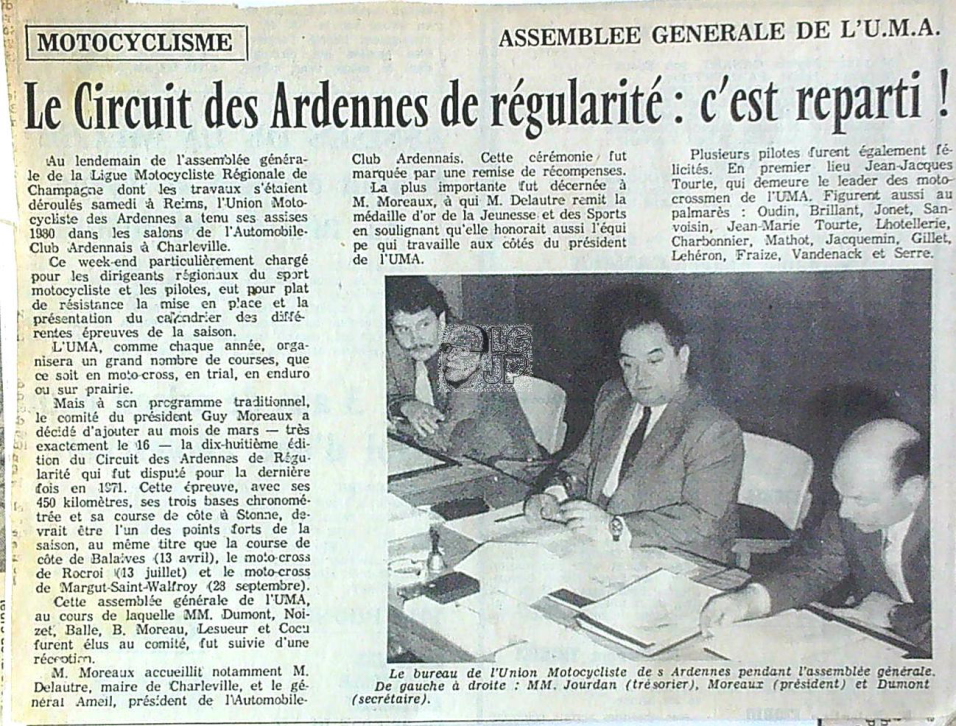 MOTOCYCLISME
ASSEMBLEE GENERALE DE L'U.M.A.
Le Circuit des Ardennes de régularité : c'est reparti !
Au lendemain de l'assemblée généra-
le de la Ligue Motocycliste Régionale de
Champagne dont les travaux s'étaient
déroulés samedi à Reims, l'Union Moto-
cycliste des Ardennes a tenu ses assises
1980 dans les salons de l'Automobile-
Club Ardennais à Charleville.
Ce week-end particulièrement chargé
pour les dirigeants régionaux du sport
motocycliste et les pilotes, eut pour plat
de résistance la mise en place et la
présentation du calendrier des diffé-
rentes épreuves de la saison.
L'UMA, comme chaque année, orga-
nisera un grand nombre de courses, que
ce soit en moto-cross, en trial, en enduro
ou sur prairie.
Mais à son programme traditionnel,
le comité du président Guy Moreaux a
décidé d'ajouter au mois de mars — très
exactement le 16 — la dix-huitième édi-
tion du Circuit des Ardennes de Régu-
larité qui fut disputé pour la dernière
fois en 1971. Cette épreuve, avec ses
450 kilomètres, ses trois bases chronomé-
trée et sa course de côte à Stonne, de-
vrait être l'un des points forts de la
saison, au même titre que la course de
côte de Balaives (13 avril), le moto-cross
de Rocroi (13 juillet) et le moto-cross
de Margut-Saint-Walfroy (28 septembre).
Cette assemblée générale de l'UMA,
au cours de laquelle MM. Dumont, Noi-
zet, Balle, B. Moreau, Lesueur et Cocu
furent élus au comité, fut suivie d'une
réception.
M. Moreaux accueillit notamment M.
Delautre, maire de Charleville, et le gé-
néral Ameil, président de l'Automobile-
Club Ardennais. Cette cérémonie fut
marquée par une remise de récompenses.
La plus importante fut décernée à
M. Moreaux, à qui M. Delautre remit la
médaille d'or de la Jeunesse et des Sports
en soulignant qu'elle honorait aussi l'équi
pe qui travaille aux côtés du président
de l'UMA.
Plusieurs pilotes furent également fé-
licités. En premier lieu Jean-Jacques
Tourte, qui demeure le leader des moto-
crossmen de l'UMA. Figurent aussi au
palmarès : Oudin, Brillant, Jonet, San-
voisin, Jean-Marie Tourte, Lhotellerie,
Charbonnier, Mathot, Jacquemin, Gillet,
Lehéron, Fraize, Vandenack et Serre.
Le bureau de l'Union Motocycliste de s Ardennes pendant l'assemblée générale.
De gauche à droite : MM. Jourdan (trésorier), Moreaux (président) et Dumont
(secrétaire).